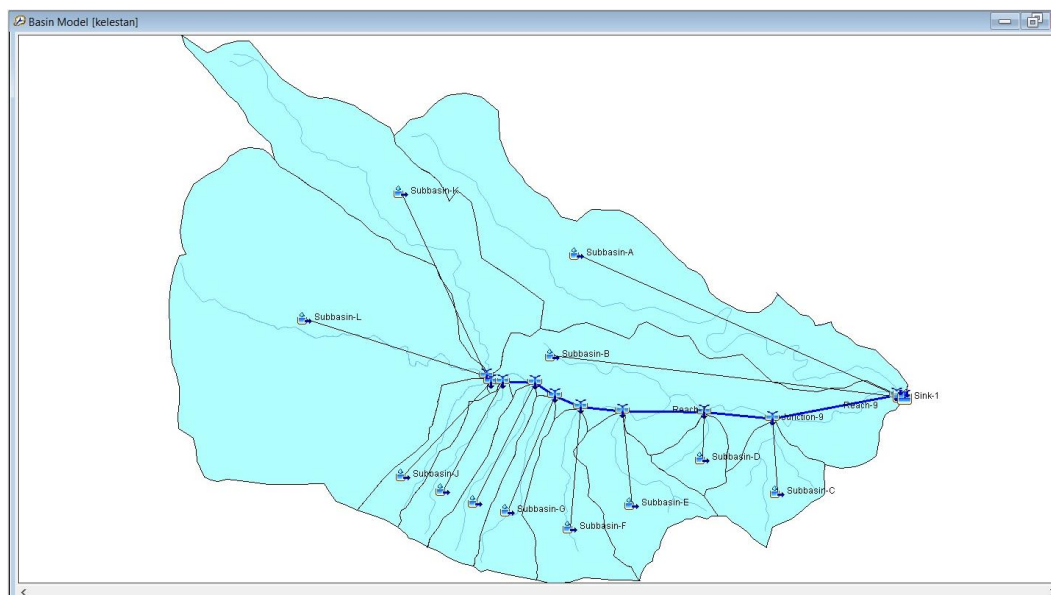 Basin Model [kelestan]
Subbasin-K
Subbasin-A
Subbasin-L
Subbasin-B
Sink-1
Reach-9
Reach
Junction-9
Subbasin-D
Subbasin-J
Subbasin-C
Subbasin-E
Subbasin-G
Subbasin-F